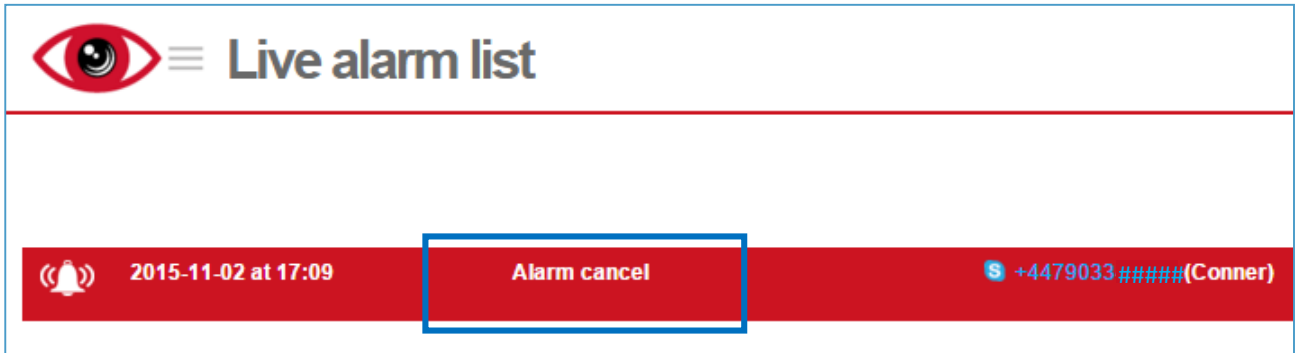 Live alarm list
2015-11-02 at 17:09 Alarm cancel +4479033 #####(Conner)